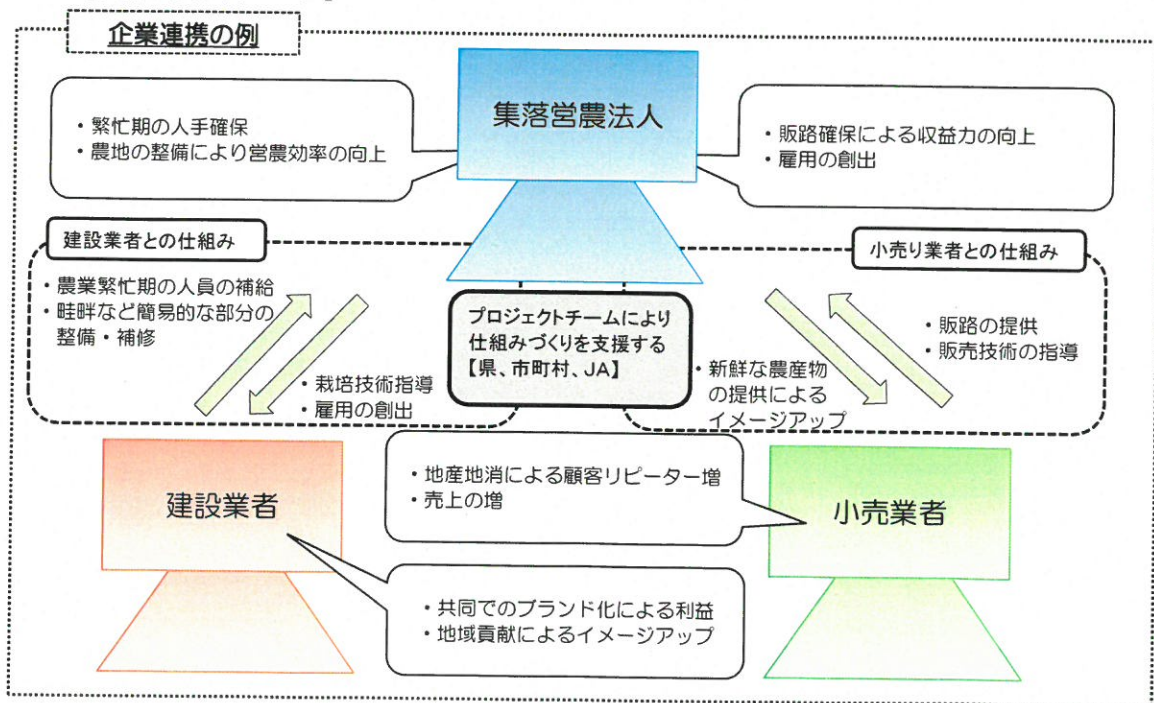 企業連携の例
集落営農法人
・繁忙期の人手確保
・農地の整備により営農効率の向上
・販路確保による収益力の向上
・雇用の創出
建設業者との仕組み
小売り業者との仕組み
・農業繁忙期の人員の補給
・畦畔など簡易的な部分の
整備・補修
プロジェクトチームにより
仕組みづくりを支援する
【県、市町村、JA】
・販路の提供
・販売技術の指導
・栽培技術指導
・雇用の創出
・新鮮な農産物
の提供による
イメージアップ
建設業者
・地産地消による顧客リピーター増
・売上の増
小売業者
・共同でのブランド化による利益
・地域貢献によるイメージアップ